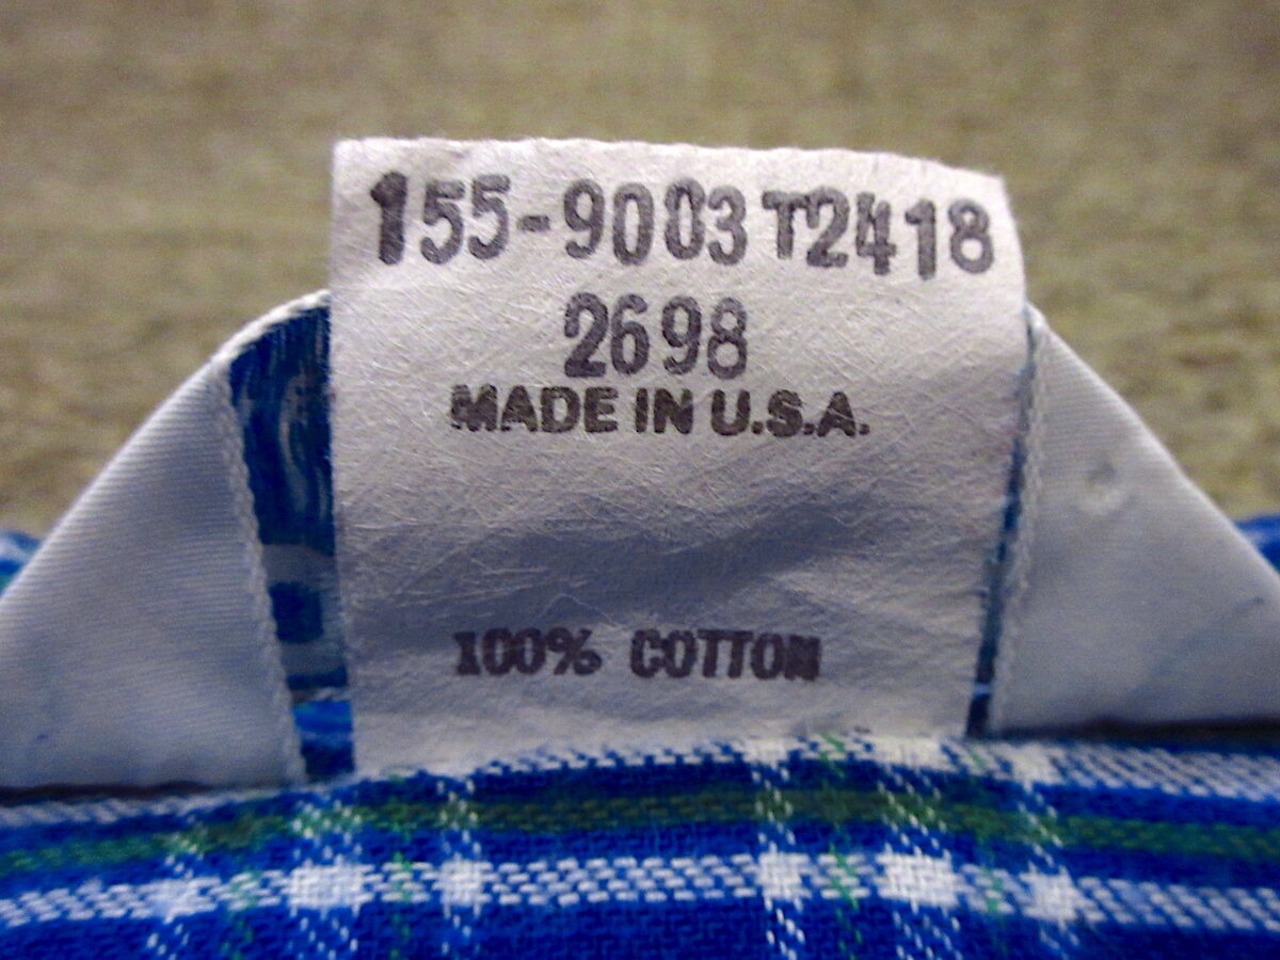 155-9003 T2418
2698
MADE IN U.S.A.
100% COTTON